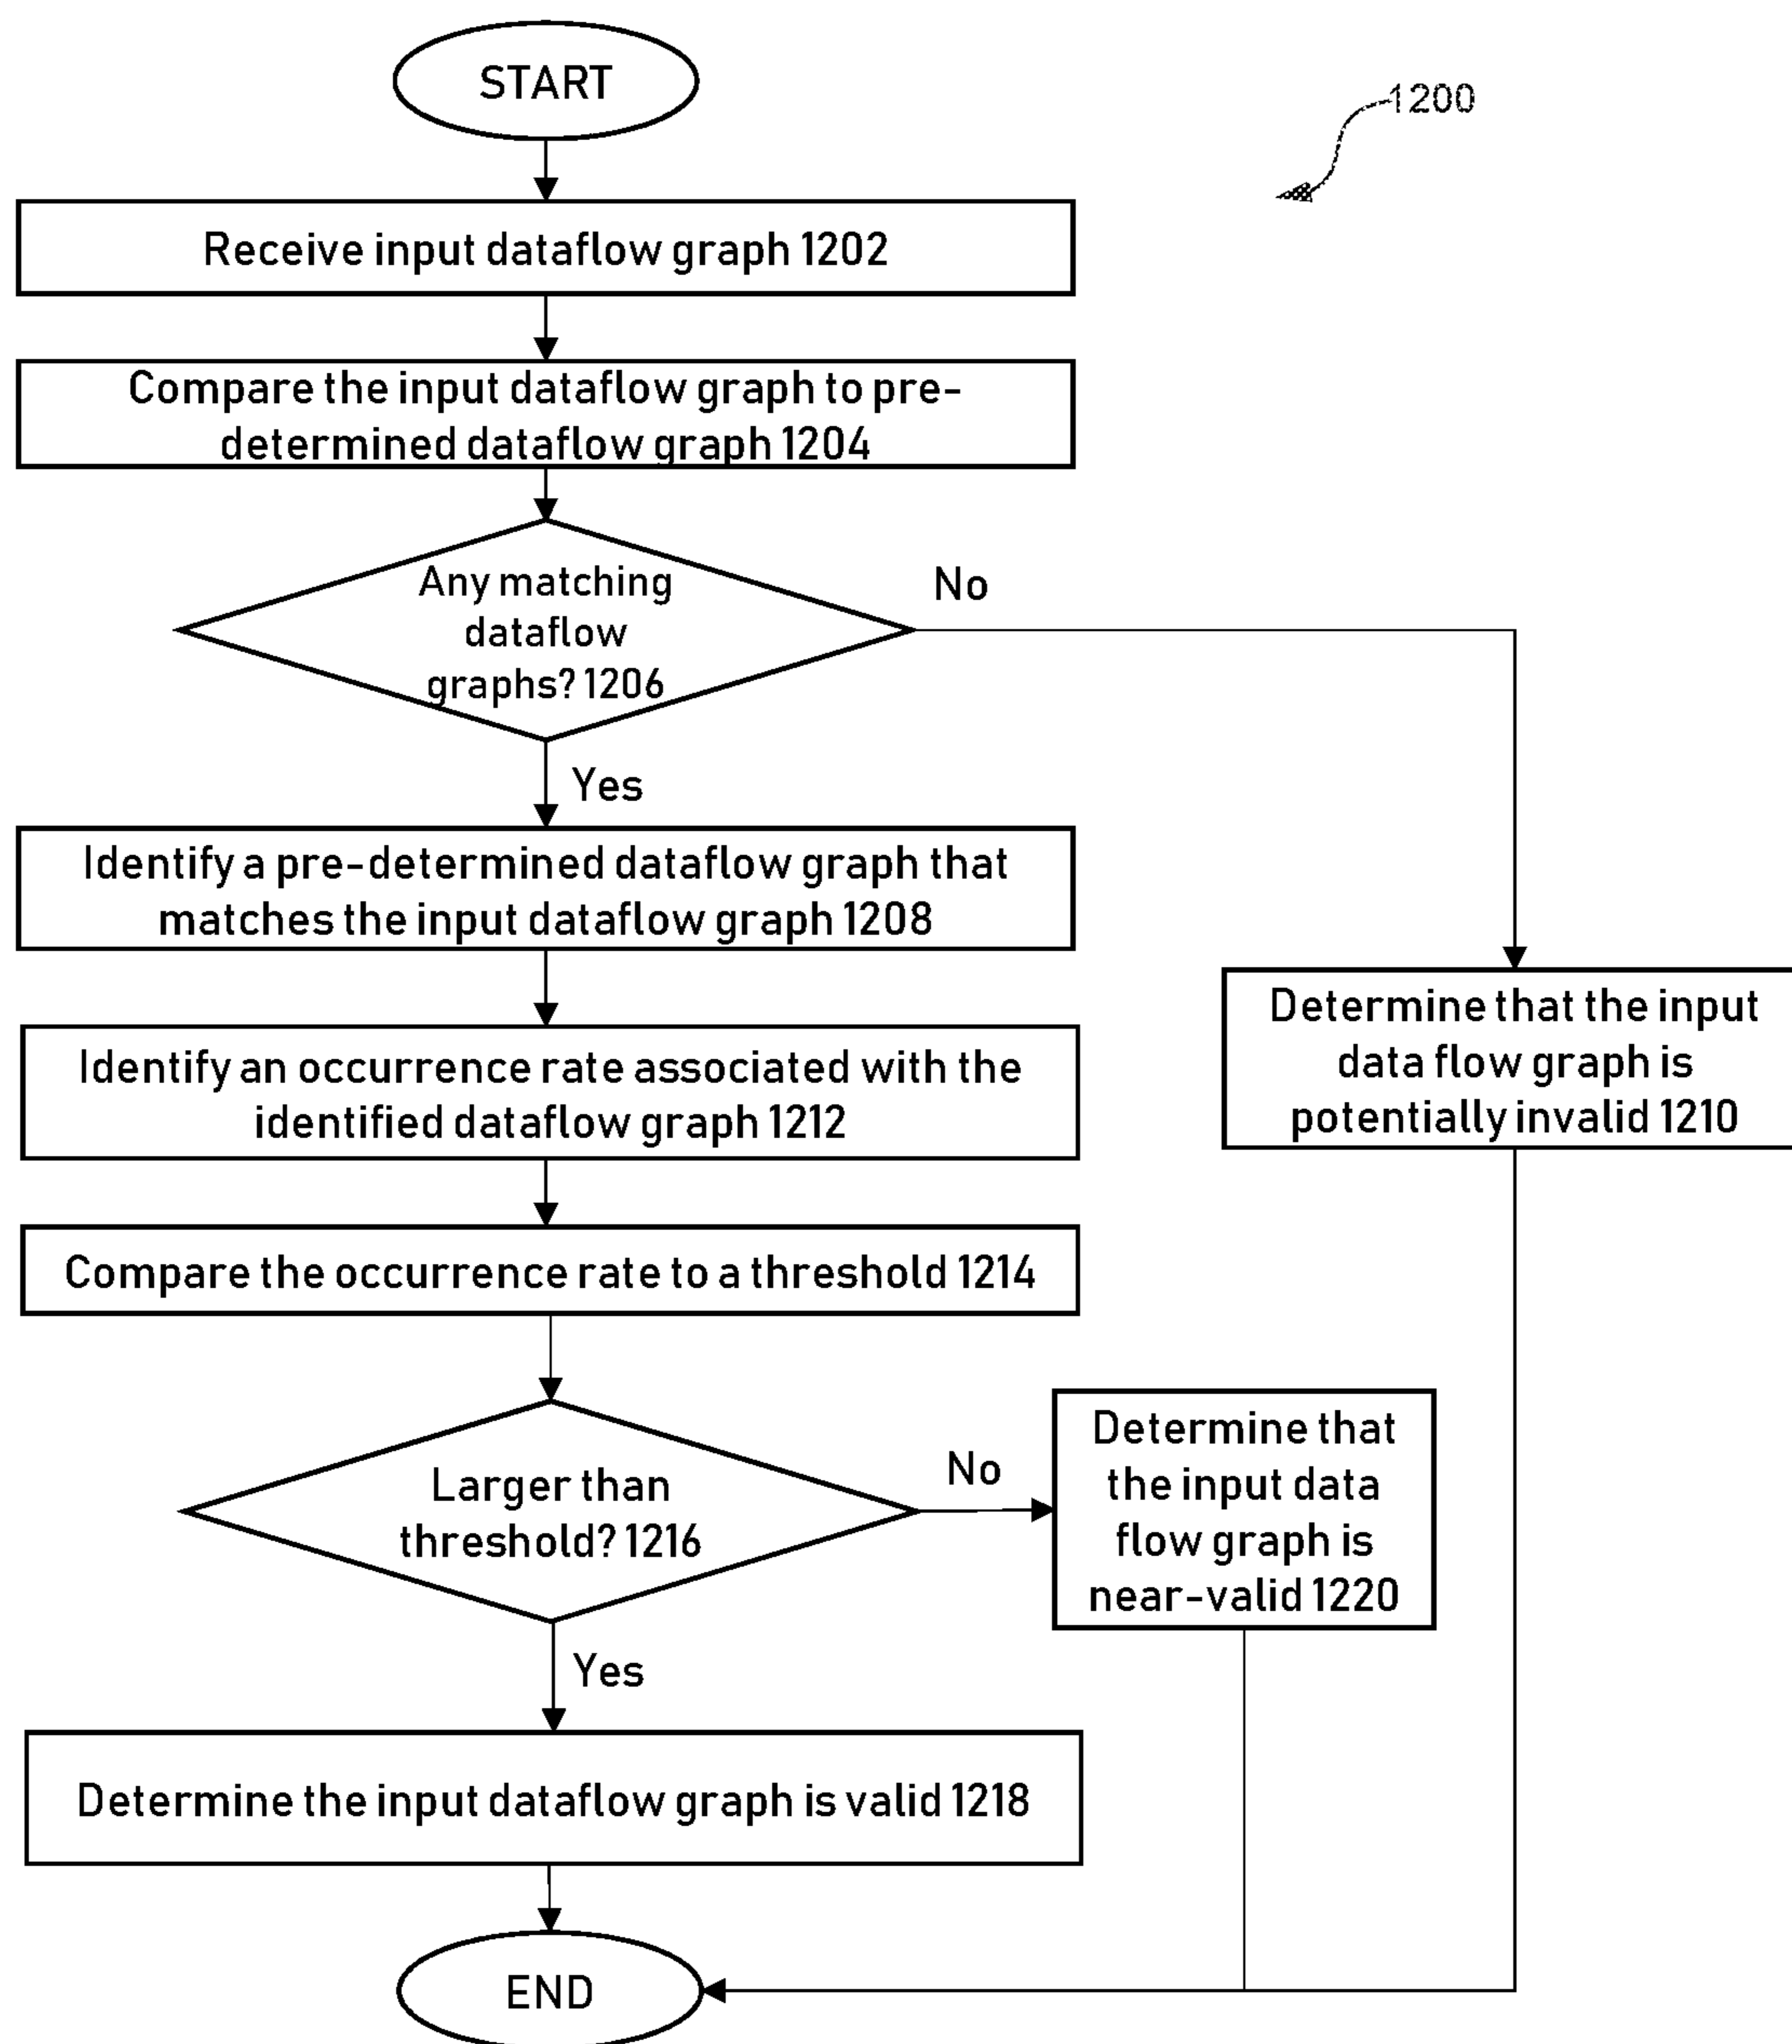 START
1200
Receive input dataflow graph 1202
Compare the input dataflow graph to pre-
determined dataflow graph 1204
Any matching
dataflow
graphs? 1206
No
Yes
Identify a pre-determined dataflow graph that
matches the input dataflow graph 1208
Determine that the input
data flow graph is
potentially invalid 1210
Identify an occurrence rate associated with the
identified dataflow graph 1212
Compare the occurrence rate to a threshold 1214
Larger than
threshold? 1216
No
Determine that
the input data
flow graph is
near-valid 1220
Yes
Determine the input dataflow graph is valid 1218
END